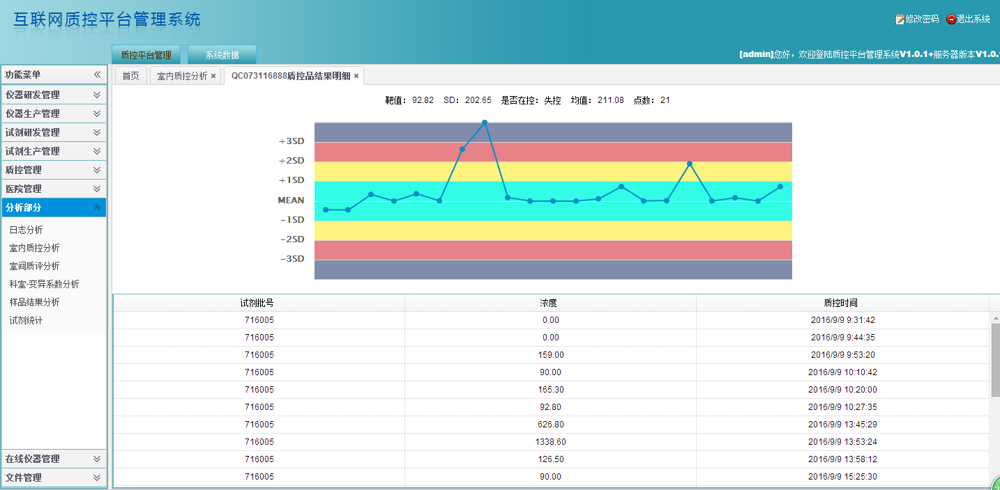 互联网质控平台管理系统
修改密码 退出系统
质控平台管理 系统数据
[admin]您好，欢迎登陆质控平台管理系统V1.0.1+服务器版本V1.0.
功能菜单
首页 室内质控分析 × QC073116888质控品结果明细 ×
仪器研发管理
仪器生产管理
试剂研发管理
试剂生产管理
质控管理
医院管理
分析部分
日志分析
室内质控分析
室间质评分析
科室-变异系数分析
样品结果分析
试剂统计
在线仪器管理
文件管理
靶值：92.82 SD：202.65 是否在控：失控 均值：211.08 点数：21
+3SD
+2SD
+1SD
MEAN
-1SD
-2SD
-3SD
试剂批号 浓度 质控时间
716005 0.00 2016/9/9 9:31:42
716005 0.00 2016/9/9 9:44:35
716005 159.00 2016/9/9 9:53:20
716005 90.00 2016/9/9 10:10:42
716005 165.30 2016/9/9 10:20:00
716005 92.80 2016/9/9 10:27:35
716005 626.80 2016/9/9 13:45:29
716005 1338.60 2016/9/9 13:53:24
716005 126.50 2016/9/9 13:58:12
716005 90.00 2016/9/9 15:25:30